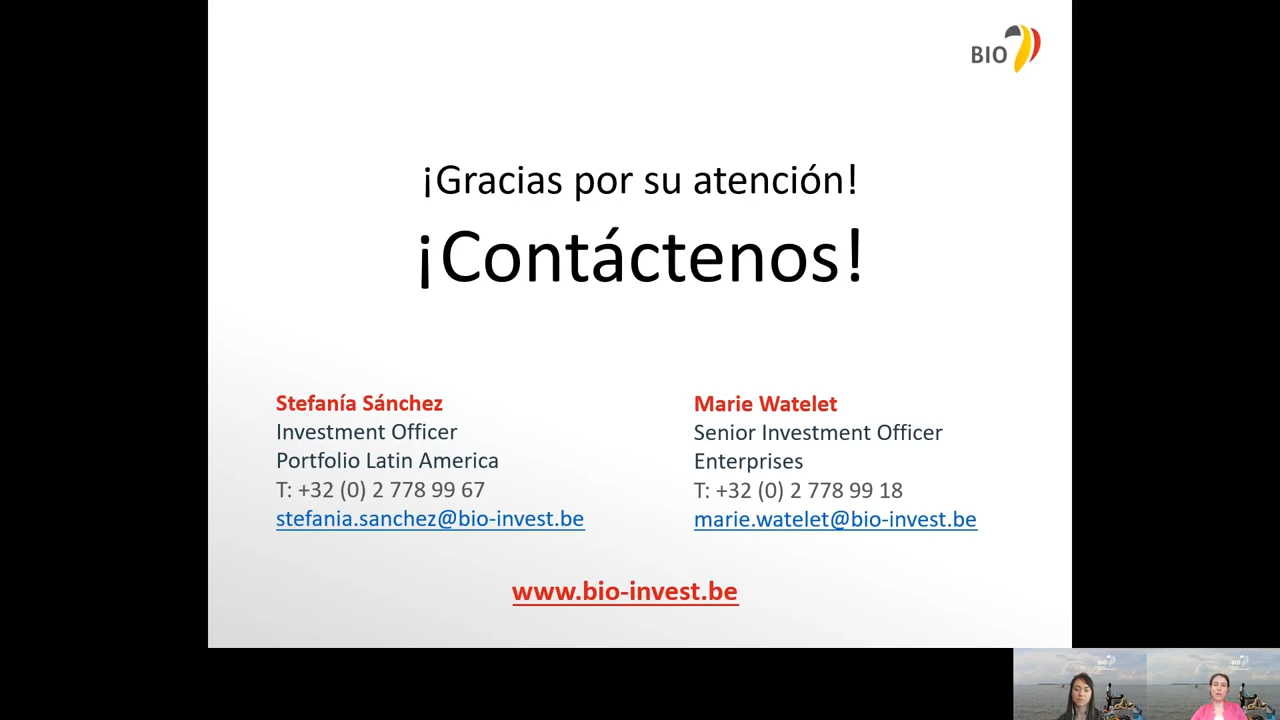 BIO
¡Gracias por su atención!
¡Contáctenos!
Stefanía Sánchez
Investment Officer
Portfolio Latin America
T: +32 (0) 2 778 99 67
stefania.sanchez@bio-invest.be
Marie Watelet
Senior Investment Officer
Enterprises
T: +32 (0) 2 778 99 18
marie.watelet@bio-invest.be
www.bio-invest.be
BIO
BIO